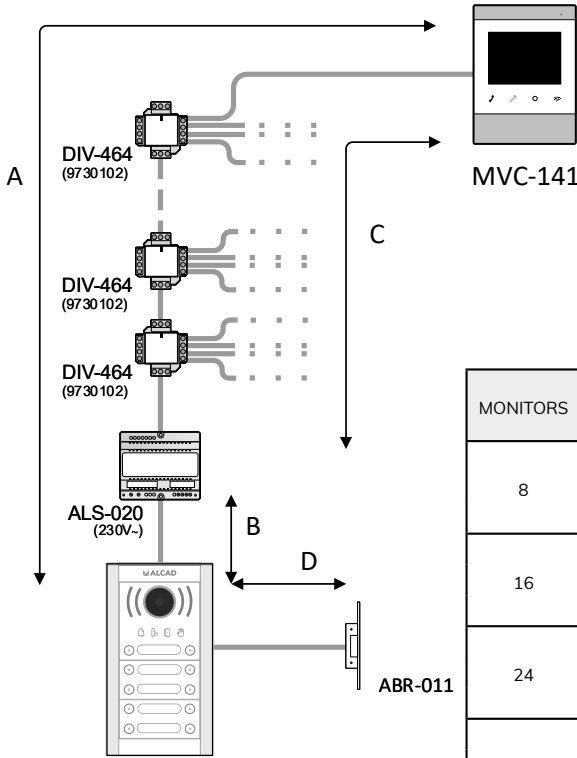 A
DIV-464
(9730102)
MVC-141
C
DIV-464
(9730102)
DIV-464
(9730102)
MONITORS
8
16
24
ALS-020
(230V~)
B
D
ALCAD
ABR-011